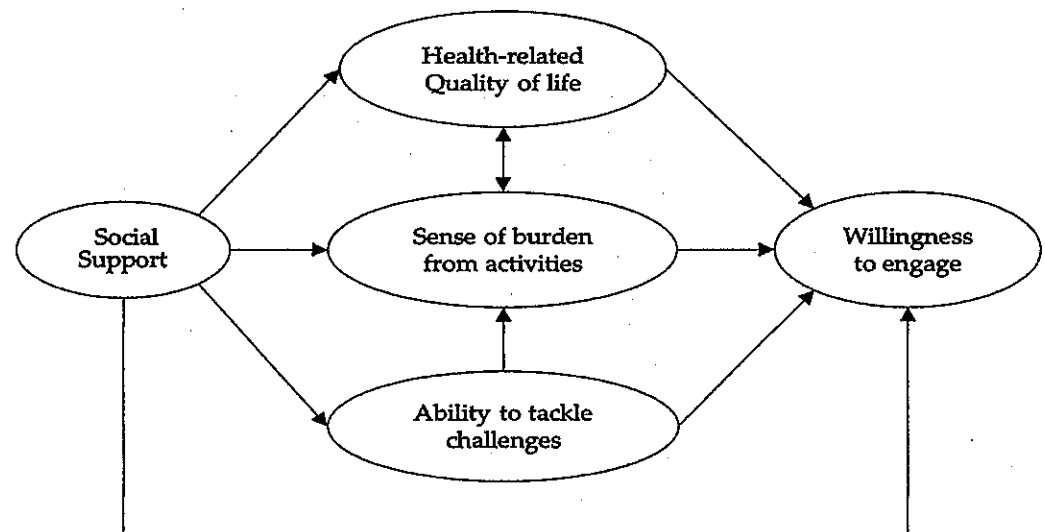 Health-related
Quality of life
Social
Support
Sense of burden
from activities
Willingness
to engage
Ability to tackle
challenges